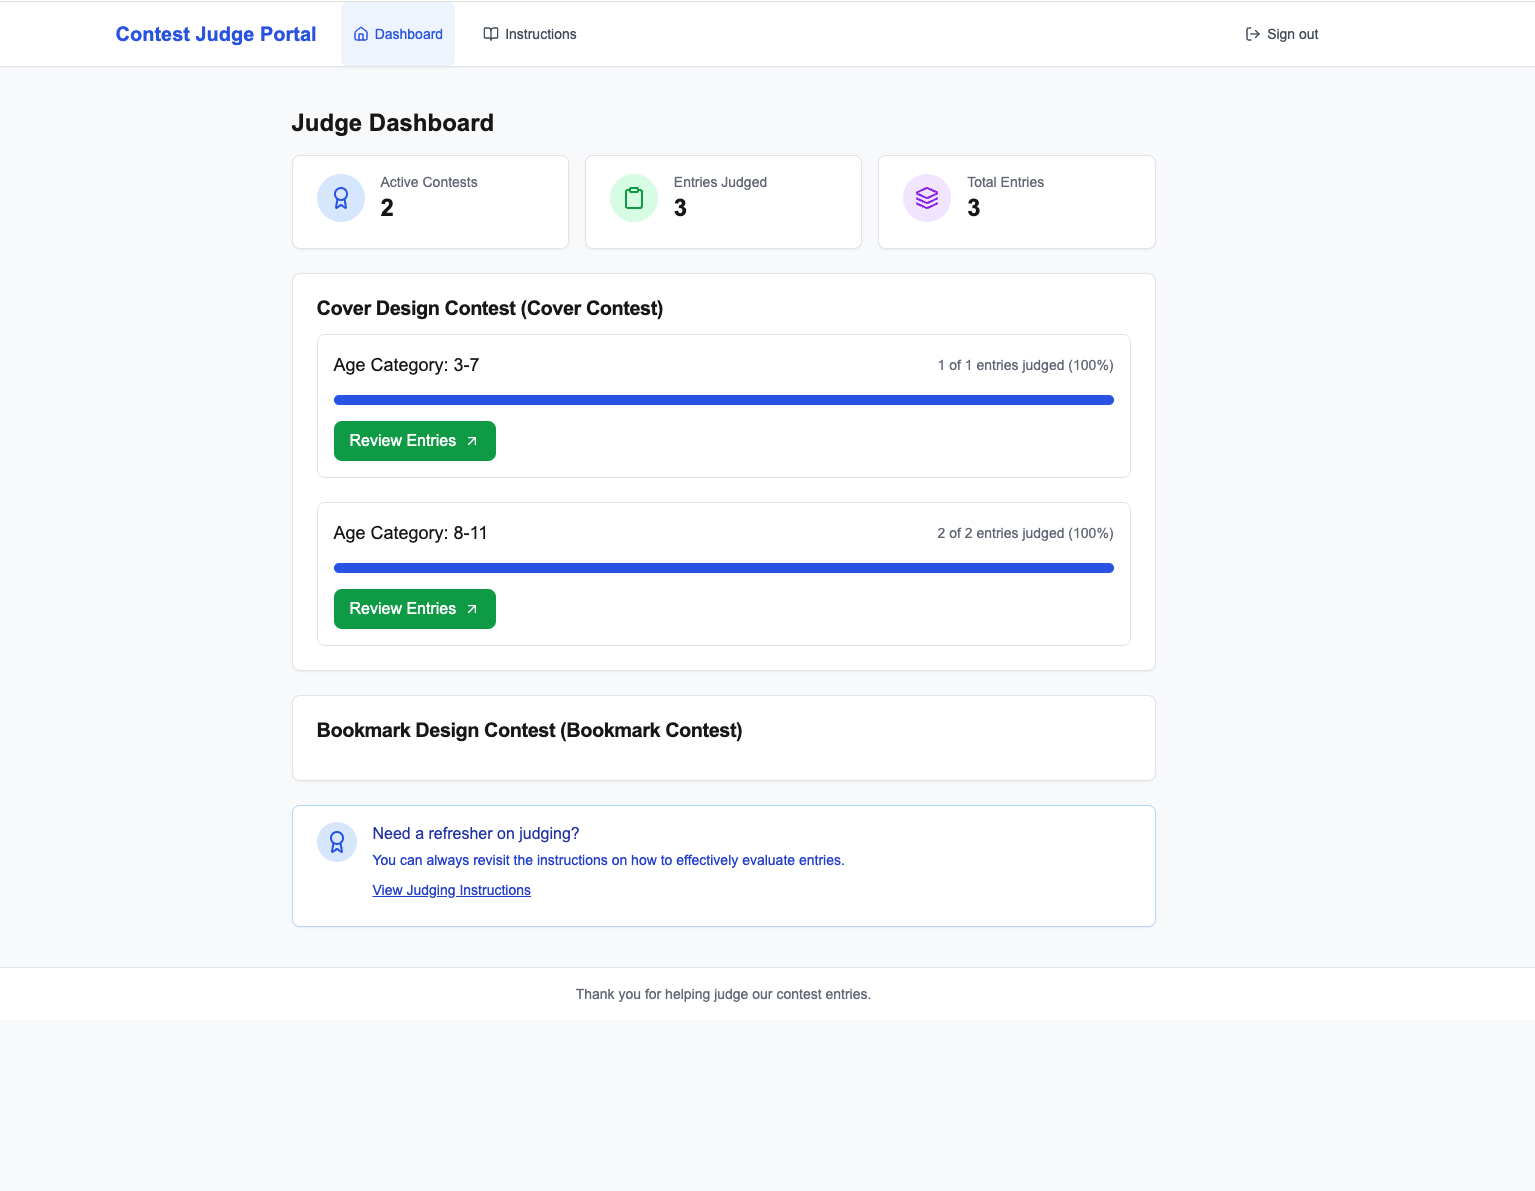 Contest Judge Portal
Dashboard
Instructions
Sign out
Judge Dashboard
Active Contests
2
Entries Judged
3
Total Entries
3
Cover Design Contest (Cover Contest)
Age Category: 3-7
1 of 1 entries judged (100%)
Review Entries
Age Category: 8-11
2 of 2 entries judged (100%)
Review Entries
Bookmark Design Contest (Bookmark Contest)
Need a refresher on judging?
You can always revisit the instructions on how to effectively evaluate entries.
View Judging Instructions
Thank you for helping judge our contest entries.